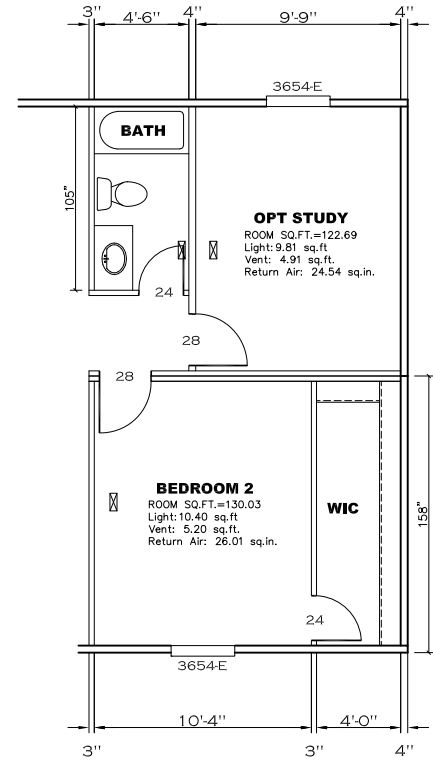 3" 4'-6" 4" 9'-9" 4"
3654-E
BATH
105"
OPT STUDY
ROOM SQ.FT.=122.69
Light: 9.81 sq.ft
Vent: 4.91 sq.ft.
Return Air: 24.54 sq.in.
24
28
28
BEDROOM 2
ROOM SQ.FT.=130.03
Light: 10.40 sq.ft
Vent: 5.20 sq.ft.
Return Air: 26.01 sq.in.
WIC
158"
24
3654-E
10'-4" 4'-0"
3" 3" 4"